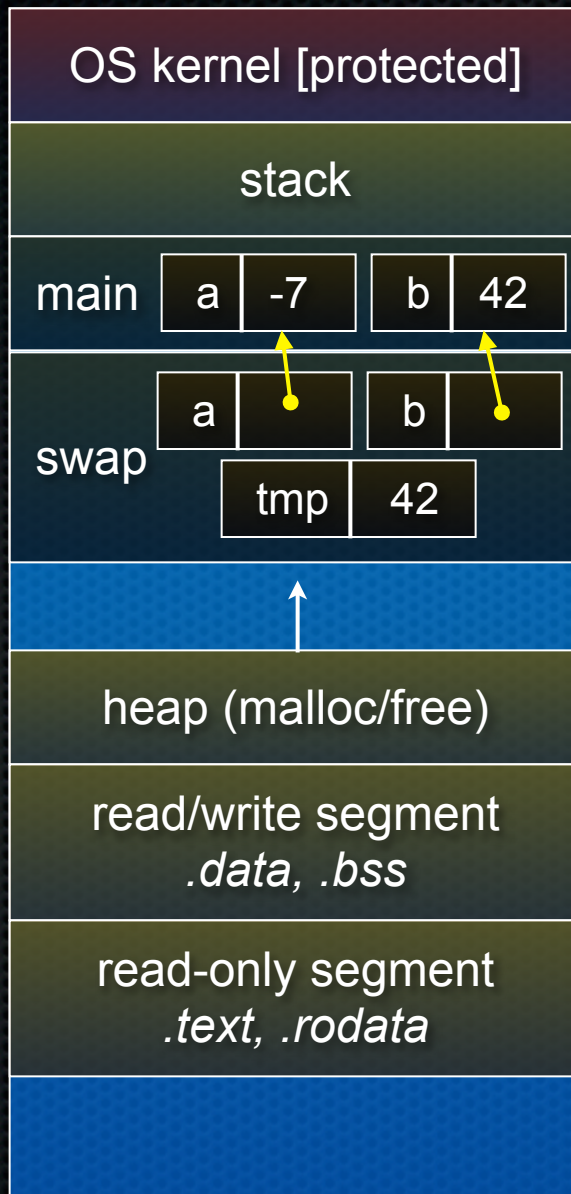 OS kernel [protected]
stack
main a -7 b 42
a b
swap
tmp 42
heap (malloc/free)
read/write segment
.data, .bss
read-only segment
.text, .rodata